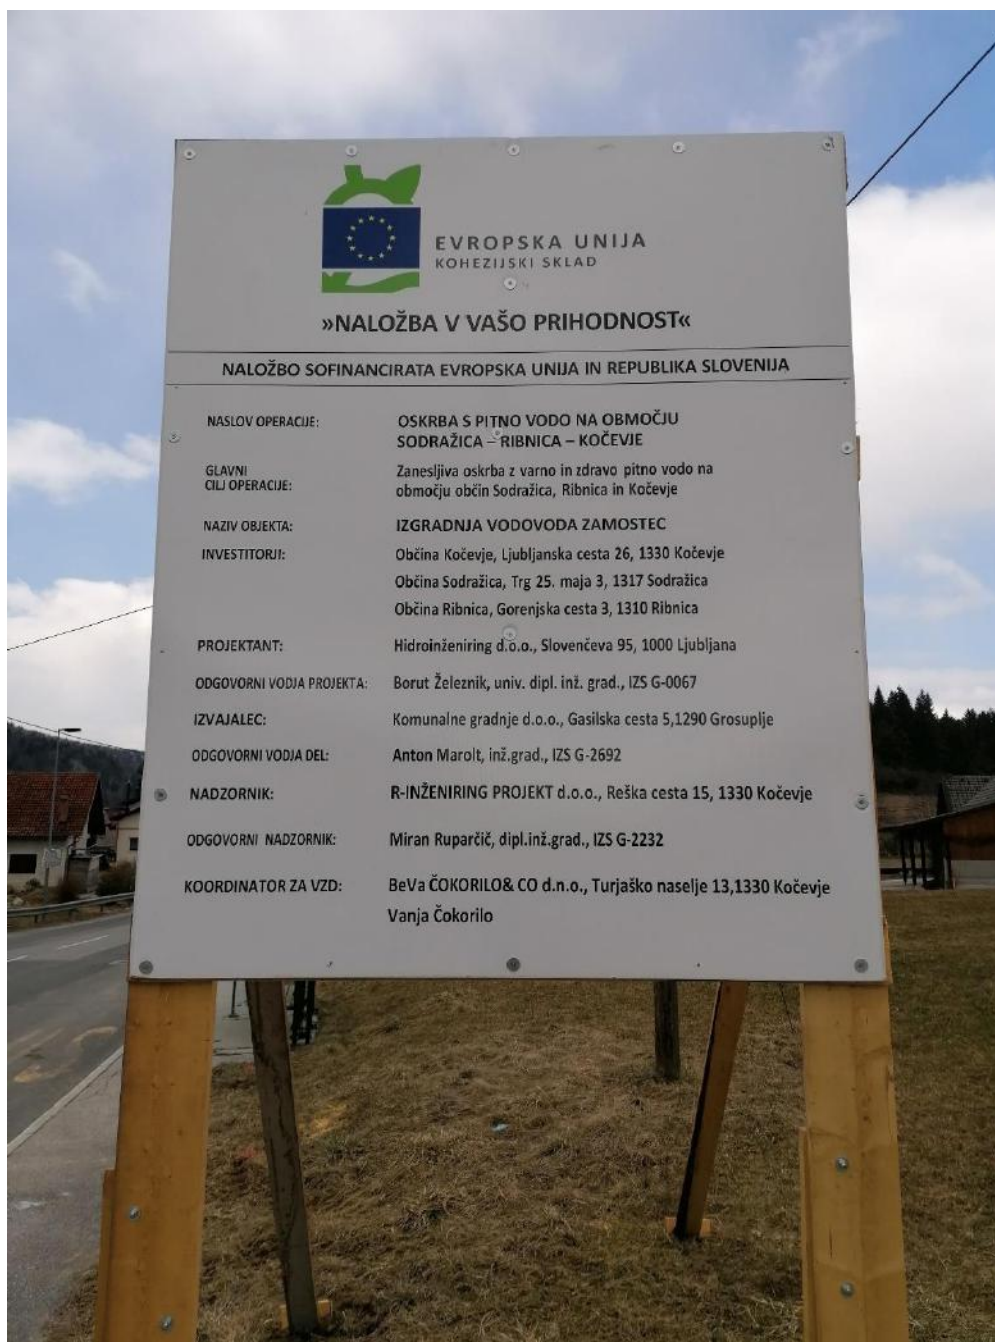 EVROPSKA UNIJA
KOHEZIJSKI SKLAD
»NALOŽBA V VAŠO PRIHODNOST«
NALOŽBO SOFINANCIRATA EVROPSKA UNIJA IN REPUBLIKA SLOVENIJA
NASLOV OPERACIJE: OSKRBA S PITNO VODO NA OBMOČJU
SODRAŽICA – RIBNICA – KOČEVJE
GLAVNI
CILJ OPERACIJE: Zanesljiva oskrba z varno in zdravo pitno vodo na
območju občin Sodražica, Ribnica in Kočevje
NAZIV OBJEKTA: IZGRADNJA VODOVODA ZAMOSTEC
INVESTITORJI: Občina Kočevje, Ljubljanska cesta 26, 1330 Kočevje
Občina Sodražica, Trg 25. maja 3, 1317 Sodražica
Občina Ribnica, Gorenjska cesta 3, 1310 Ribnica
PROJEKTANT: Hidroinženiring d.o.o., Slovenčeva 95, 1000 Ljubljana
ODGOVORNI VODJA PROJEKTA: Borut Železnik, univ. dipl. inž. grad., IZS G-0067
IZVAJALEC: Komunalne gradnje d.o.o., Gasilska cesta 5,1290 Grosuplje
ODGOVORNI VODJA DEL: Anton Marolt, inž.grad., IZS G-2692
NADZORNIK: R-INŽENIRING PROJEKT d.o.o., Reška cesta 15, 1330 Kočevje
ODGOVORNI NADZORNIK: Miran Ruparčič, dipl.inž.grad., IZS G-2232
KOORDINATOR ZA VZD: BeVa ČOKORILO& CO d.n.o., Turjaško naselje 13,1330 Kočevje
Vanja Čokorilo